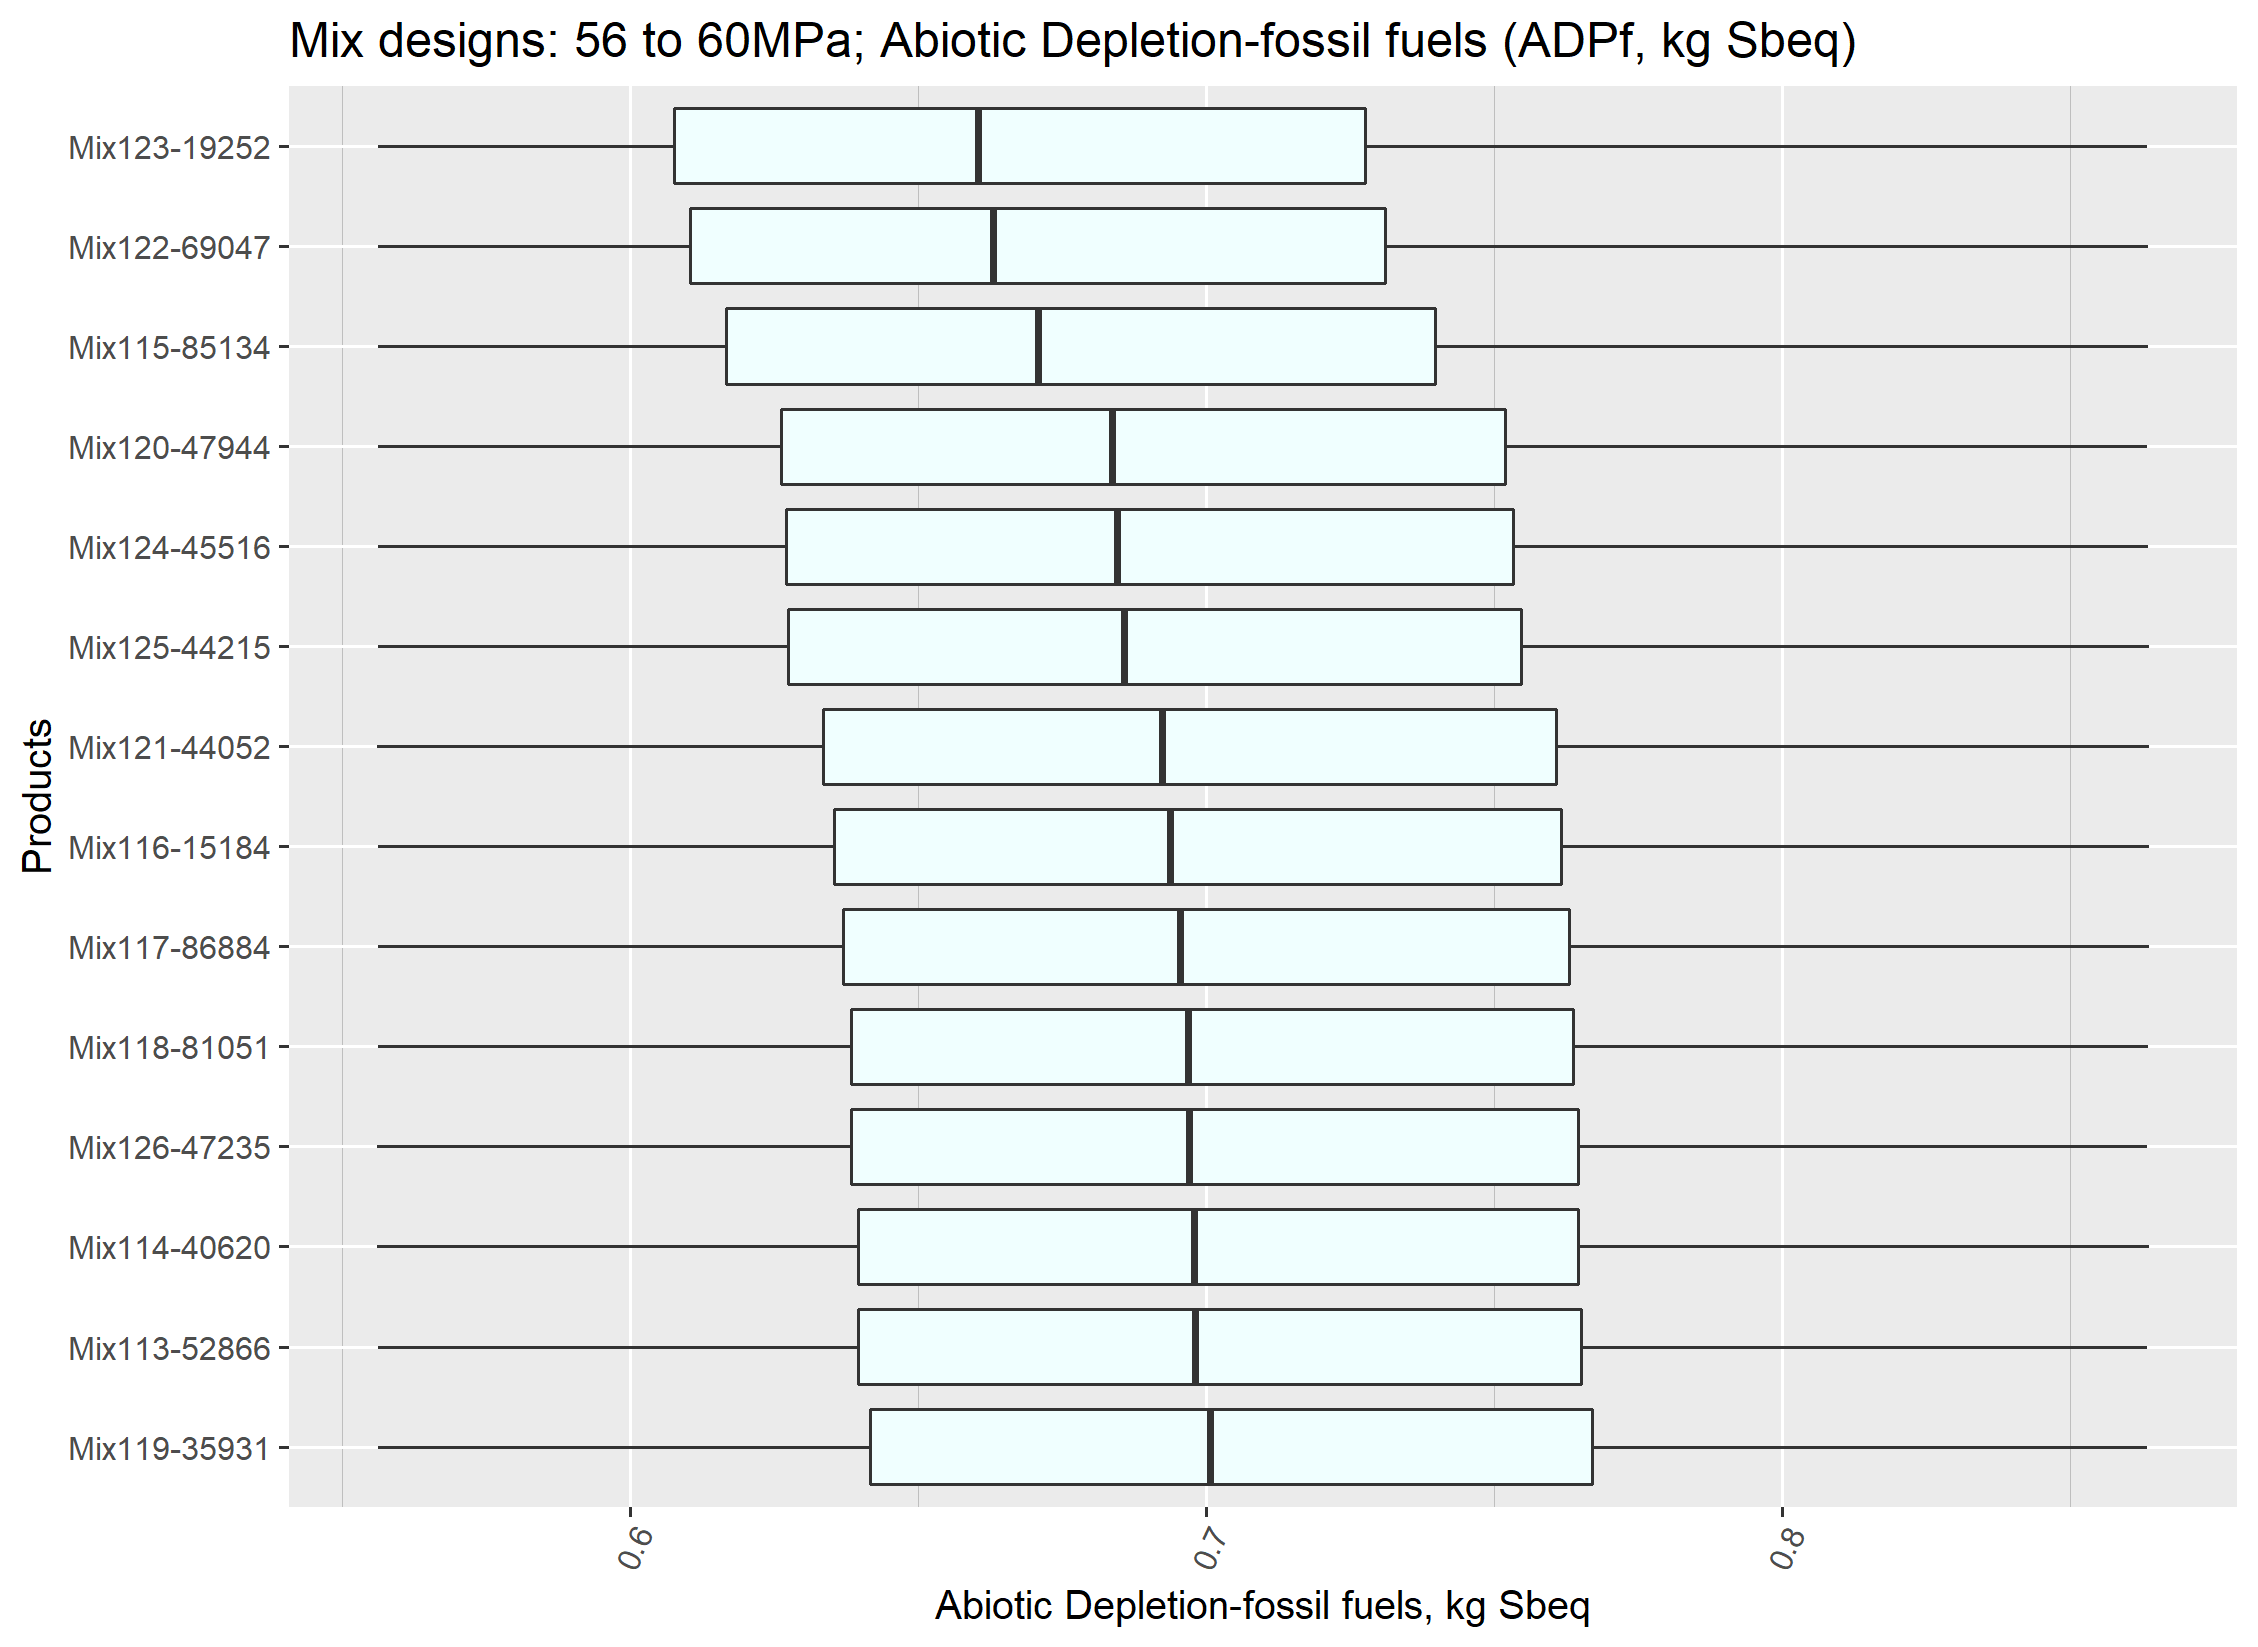 Mix designs: 56 to 60MPa; Abiotic Depletion-fossil fuels (ADPf, kg Sbeq)
Products
Mix123-19252
Mix122-69047
Mix115-85134
Mix120-47944
Mix124-45516
Mix125-44215
Mix121-44052
Mix116-15184
Mix117-86884
Mix118-81051
Mix126-47235
Mix114-40620
Mix113-52866
Mix119-35931
0.6
0.7
0.8
Abiotic Depletion-fossil fuels, kg Sbeq